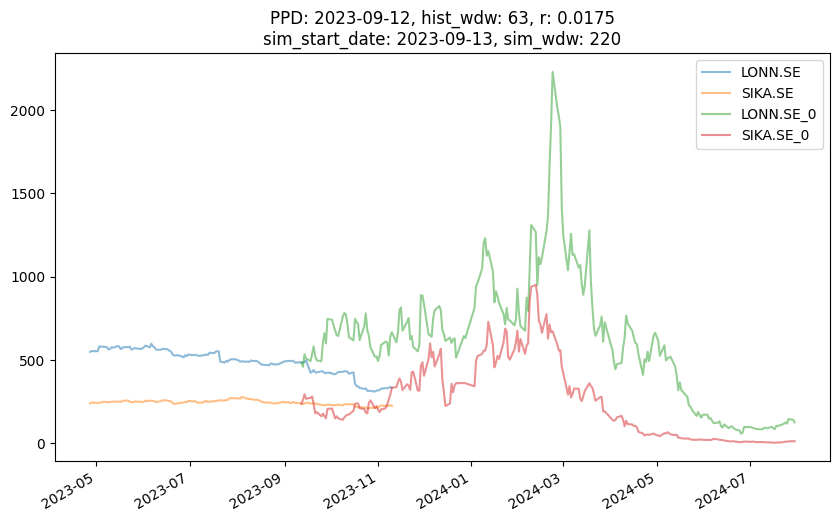 PPD: 2023-09-12, hist_wdw: 63, r: 0.0175
sim_start_date: 2023-09-13, sim_wdw: 220
LONN.SE
SIKA.SE
LONN.SE_0
SIKA.SE_0
2000
1500
1000
500
0
2023-05
2023-07
2023-09
2023-11
2024-01
2024-03
2024-05
2024-07